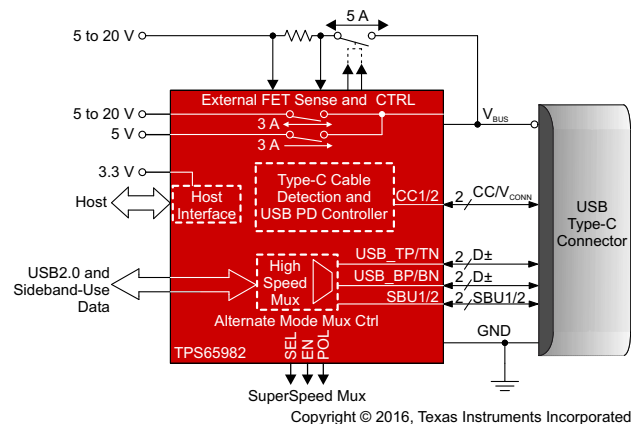 5 A
5 to 20 V
External FET Sense and CTRL
5 to 20 V
3 A
5 V
3 A
VBUS
3.3 V
Host
Host
Interface
Type-C Cable
Detection and
USB PD Controller
CC1/2
2
CC/VCONN
USB
Type-C
Connector
USB2.0 and
Sideband-Use
Data
High
Speed
Mux
USB_TP/TN
2
D±
USB_BP/BN
2
D±
SBU1/2
2
SBU1/2
Alternate Mode Mux Ctrl
GND
TPS65982
SEL
EN
POL
SuperSpeed Mux
Copyright © 2016, Texas Instruments Incorporated